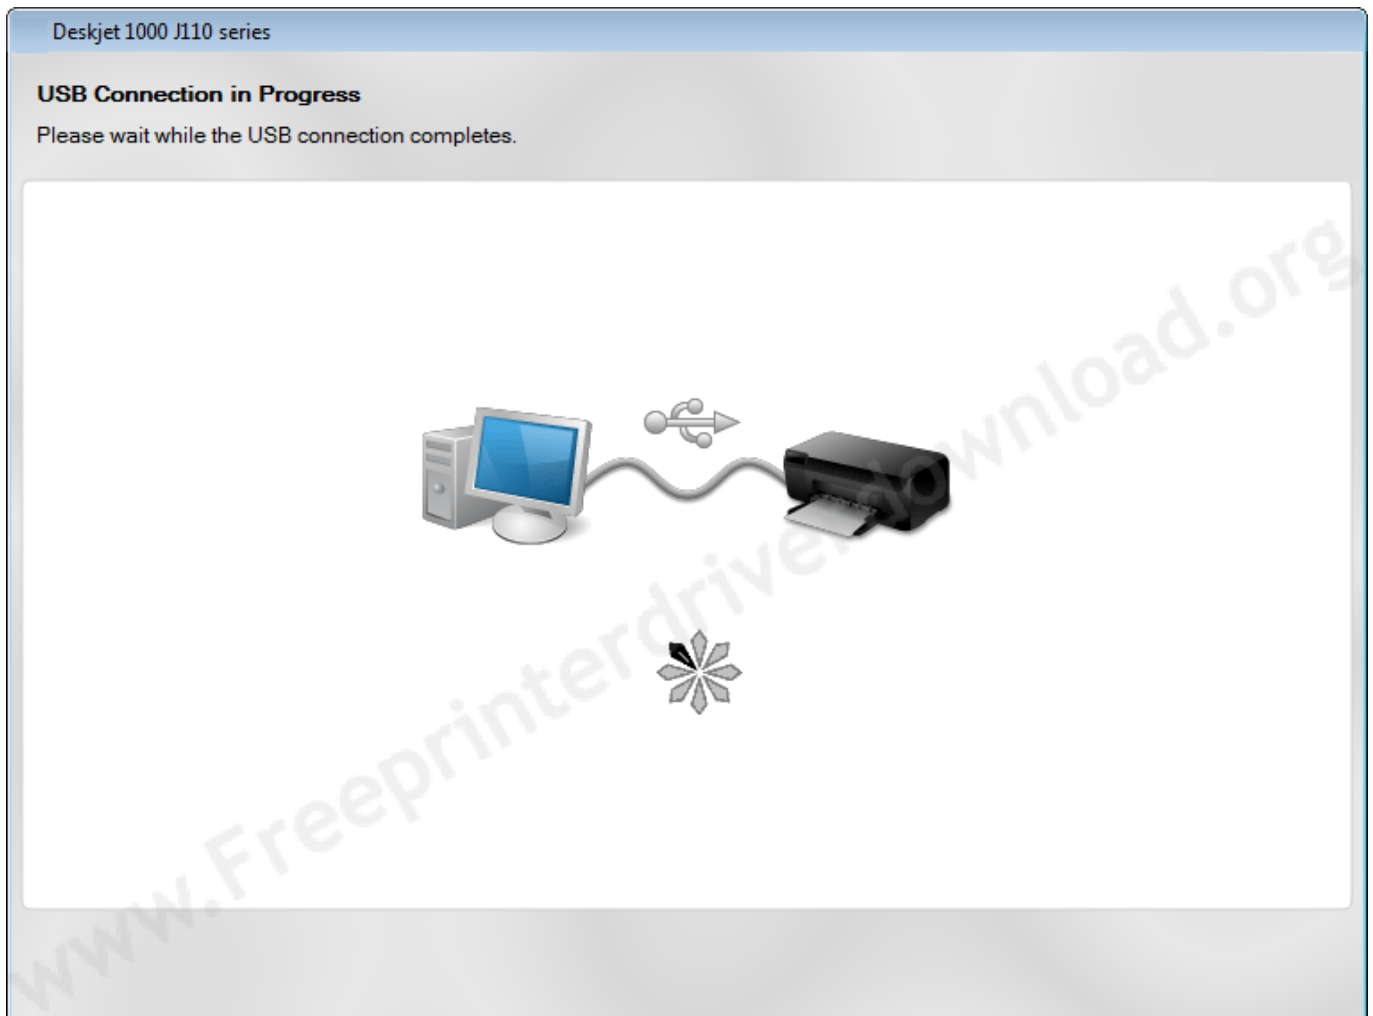 Deskjet 1000 J110 series
USB Connection in Progress
Please wait while the USB connection completes.
www.Freeprinterdriverdownload.org